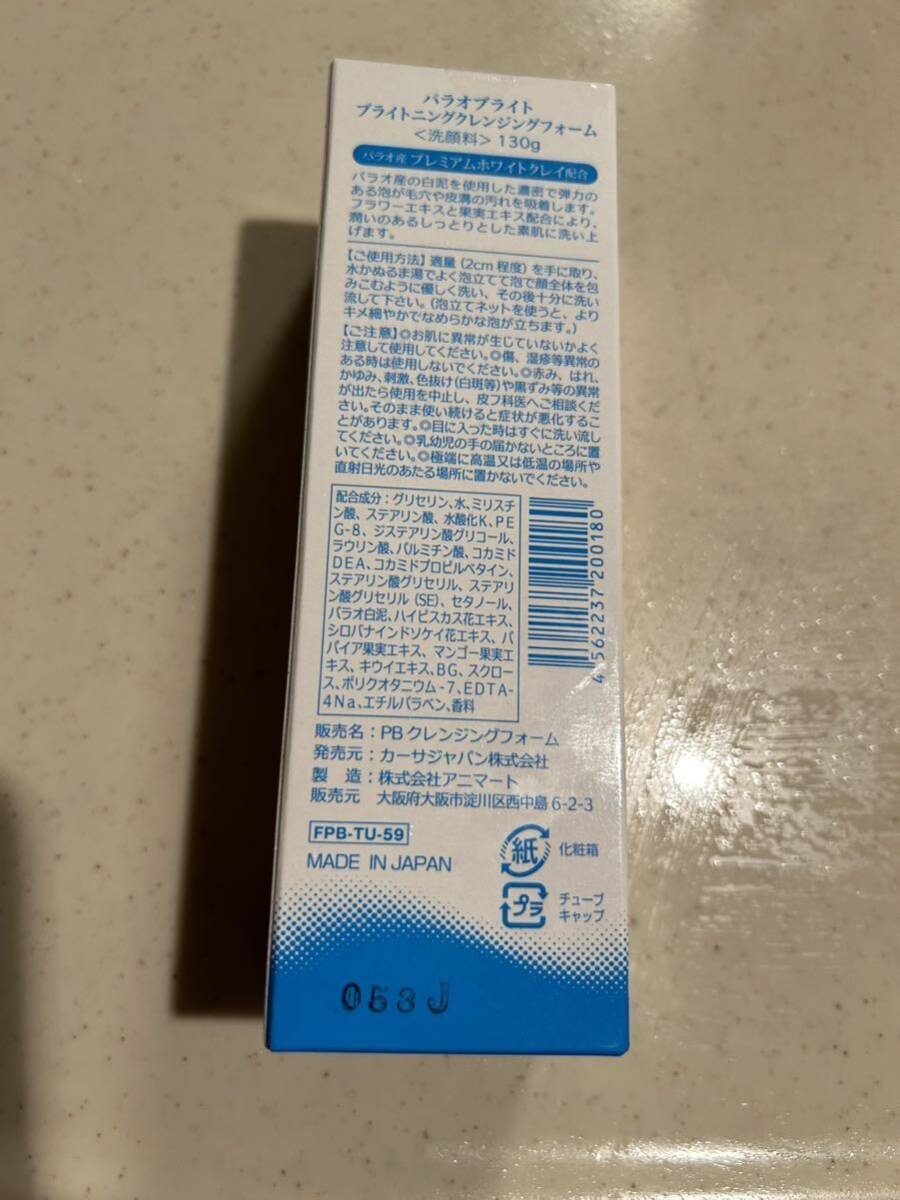 パラオブライト
ブライトニングクレンジングフォーム
＜洗顔料＞130g
パラオ産 プレミアムホワイトクレイ配合
パラオ産の白泥を使用した濃密で弾力の
ある泡が毛穴や皮溝の汚れを吸着します。
フラワーエキスと果実エキス配合により、
潤いのあるしっとりとした素肌に洗い上
げます。
【ご使用方法】適量（2cm 程度）を手に取り、
水かぬるま湯でよく泡立てて泡で顔全体を包
みこむように優しく洗い、その後十分に洗い
流して下さい。（泡立てネットを使うと、より
キメ細やかでなめらかな泡が立ちます。）
【ご注意】◎お肌に異常が生じていないかよく
注意して使用してください。◎傷、湿疹等異常の
ある時は使用しないでください。◎赤み、はれ、
かゆみ、刺激、色抜け（白斑等）や黒ずみ等の異常
が出たら使用を中止し、皮フ科医へご相談くだ
さい。そのまま使い続けると症状が悪化するこ
とがあります。◎目に入った時はすぐに洗い流し
てください。◎乳幼児の手の届かないところに置
いてください。◎極端に高温又は低温の場所や
直射日光のあたる場所に置かないでください。
配合成分：グリセリン、水、ミリスチ
ン酸、ステアリン酸、水酸化K、PE
G-8、ジステアリン酸グリコール、
ラウリン酸、パルミチン酸、コカミド
DEA、コカミドプロピルベタイン、
ステアリン酸グリセリル、ステアリ
ン酸グリセリル（SE）、セタノール、
パラオ白泥、ハイビスカス花エキス、
シロバナインドソケイ花エキス、パ
パイア果実エキス、マンゴー果実エ
キス、キウイエキス、BG、スクロー
ス、ポリクオタニウム-7、EDTA-
4Na、エチルパラベン、香料
4562237200180
販売名：PB クレンジングフォーム
発売元：カーサジャパン株式会社
製 造：株式会社アニマート
販売元 大阪府大阪市淀川区西中島6-2-3
FPB-TU-59
MADE IN JAPAN
紙 化粧箱
プラ チューブ
キャップ
053J